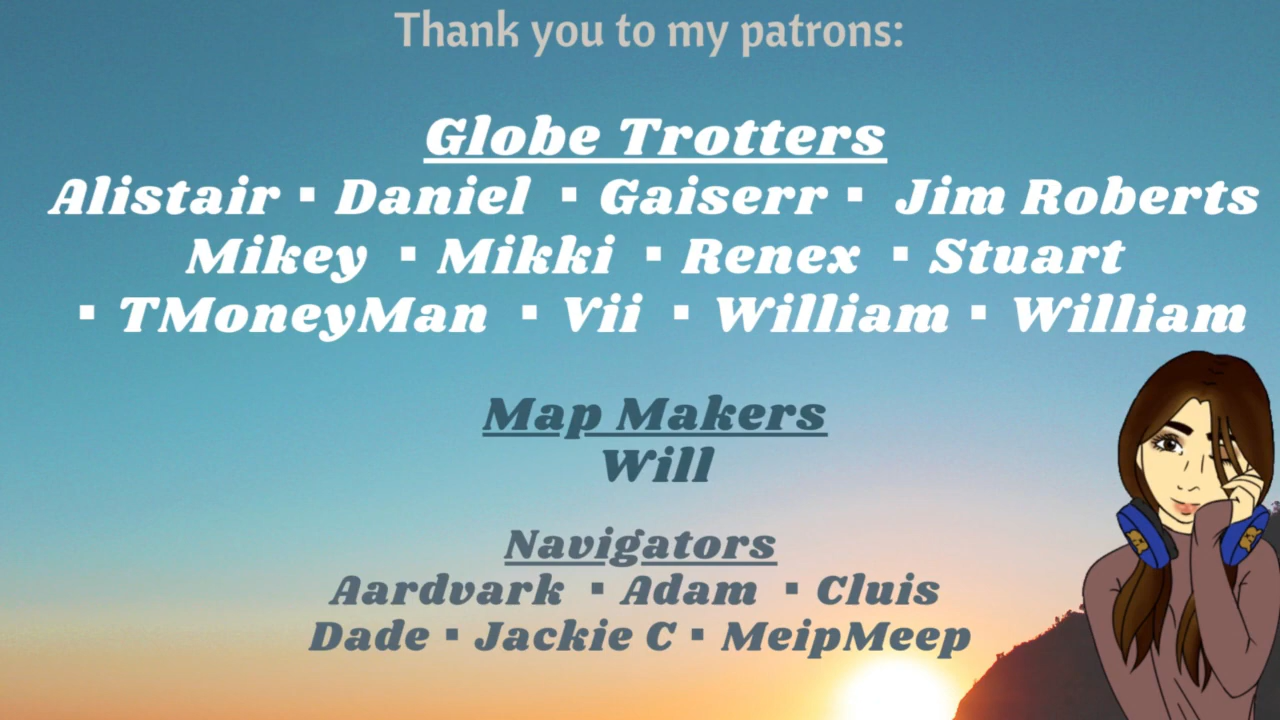 Thank you to my patrons:
Globe Trotters
Alistair ▪ Daniel ▪ Gaiserr ▪ Jim Roberts
Mikey ▪ Mikki ▪ Renex ▪ Stuart
▪ TMoneyMan ▪ Vii ▪ William ▪ William
Map Makers
Will
Navigators
Aardvark ▪ Adam ▪ Cluis
Dade ▪ Jackie C ▪ MeipMeep